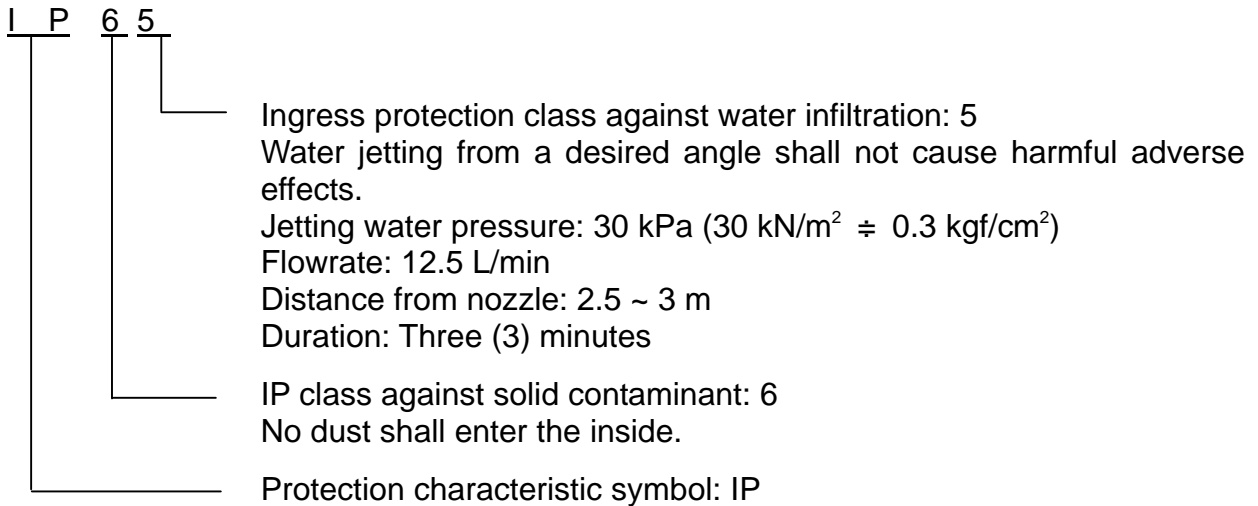 I P 6 5
Ingress protection class against water infiltration: 5
Water jetting from a desired angle shall not cause harmful adverse
effects.
Jetting water pressure: 30 kPa (30 kN/m² ≑ 0.3 kgf/cm²)
Flowrate: 12.5 L/min
Distance from nozzle: 2.5 ~ 3 m
Duration: Three (3) minutes
IP class against solid contaminant: 6
No dust shall enter the inside.
Protection characteristic symbol: IP